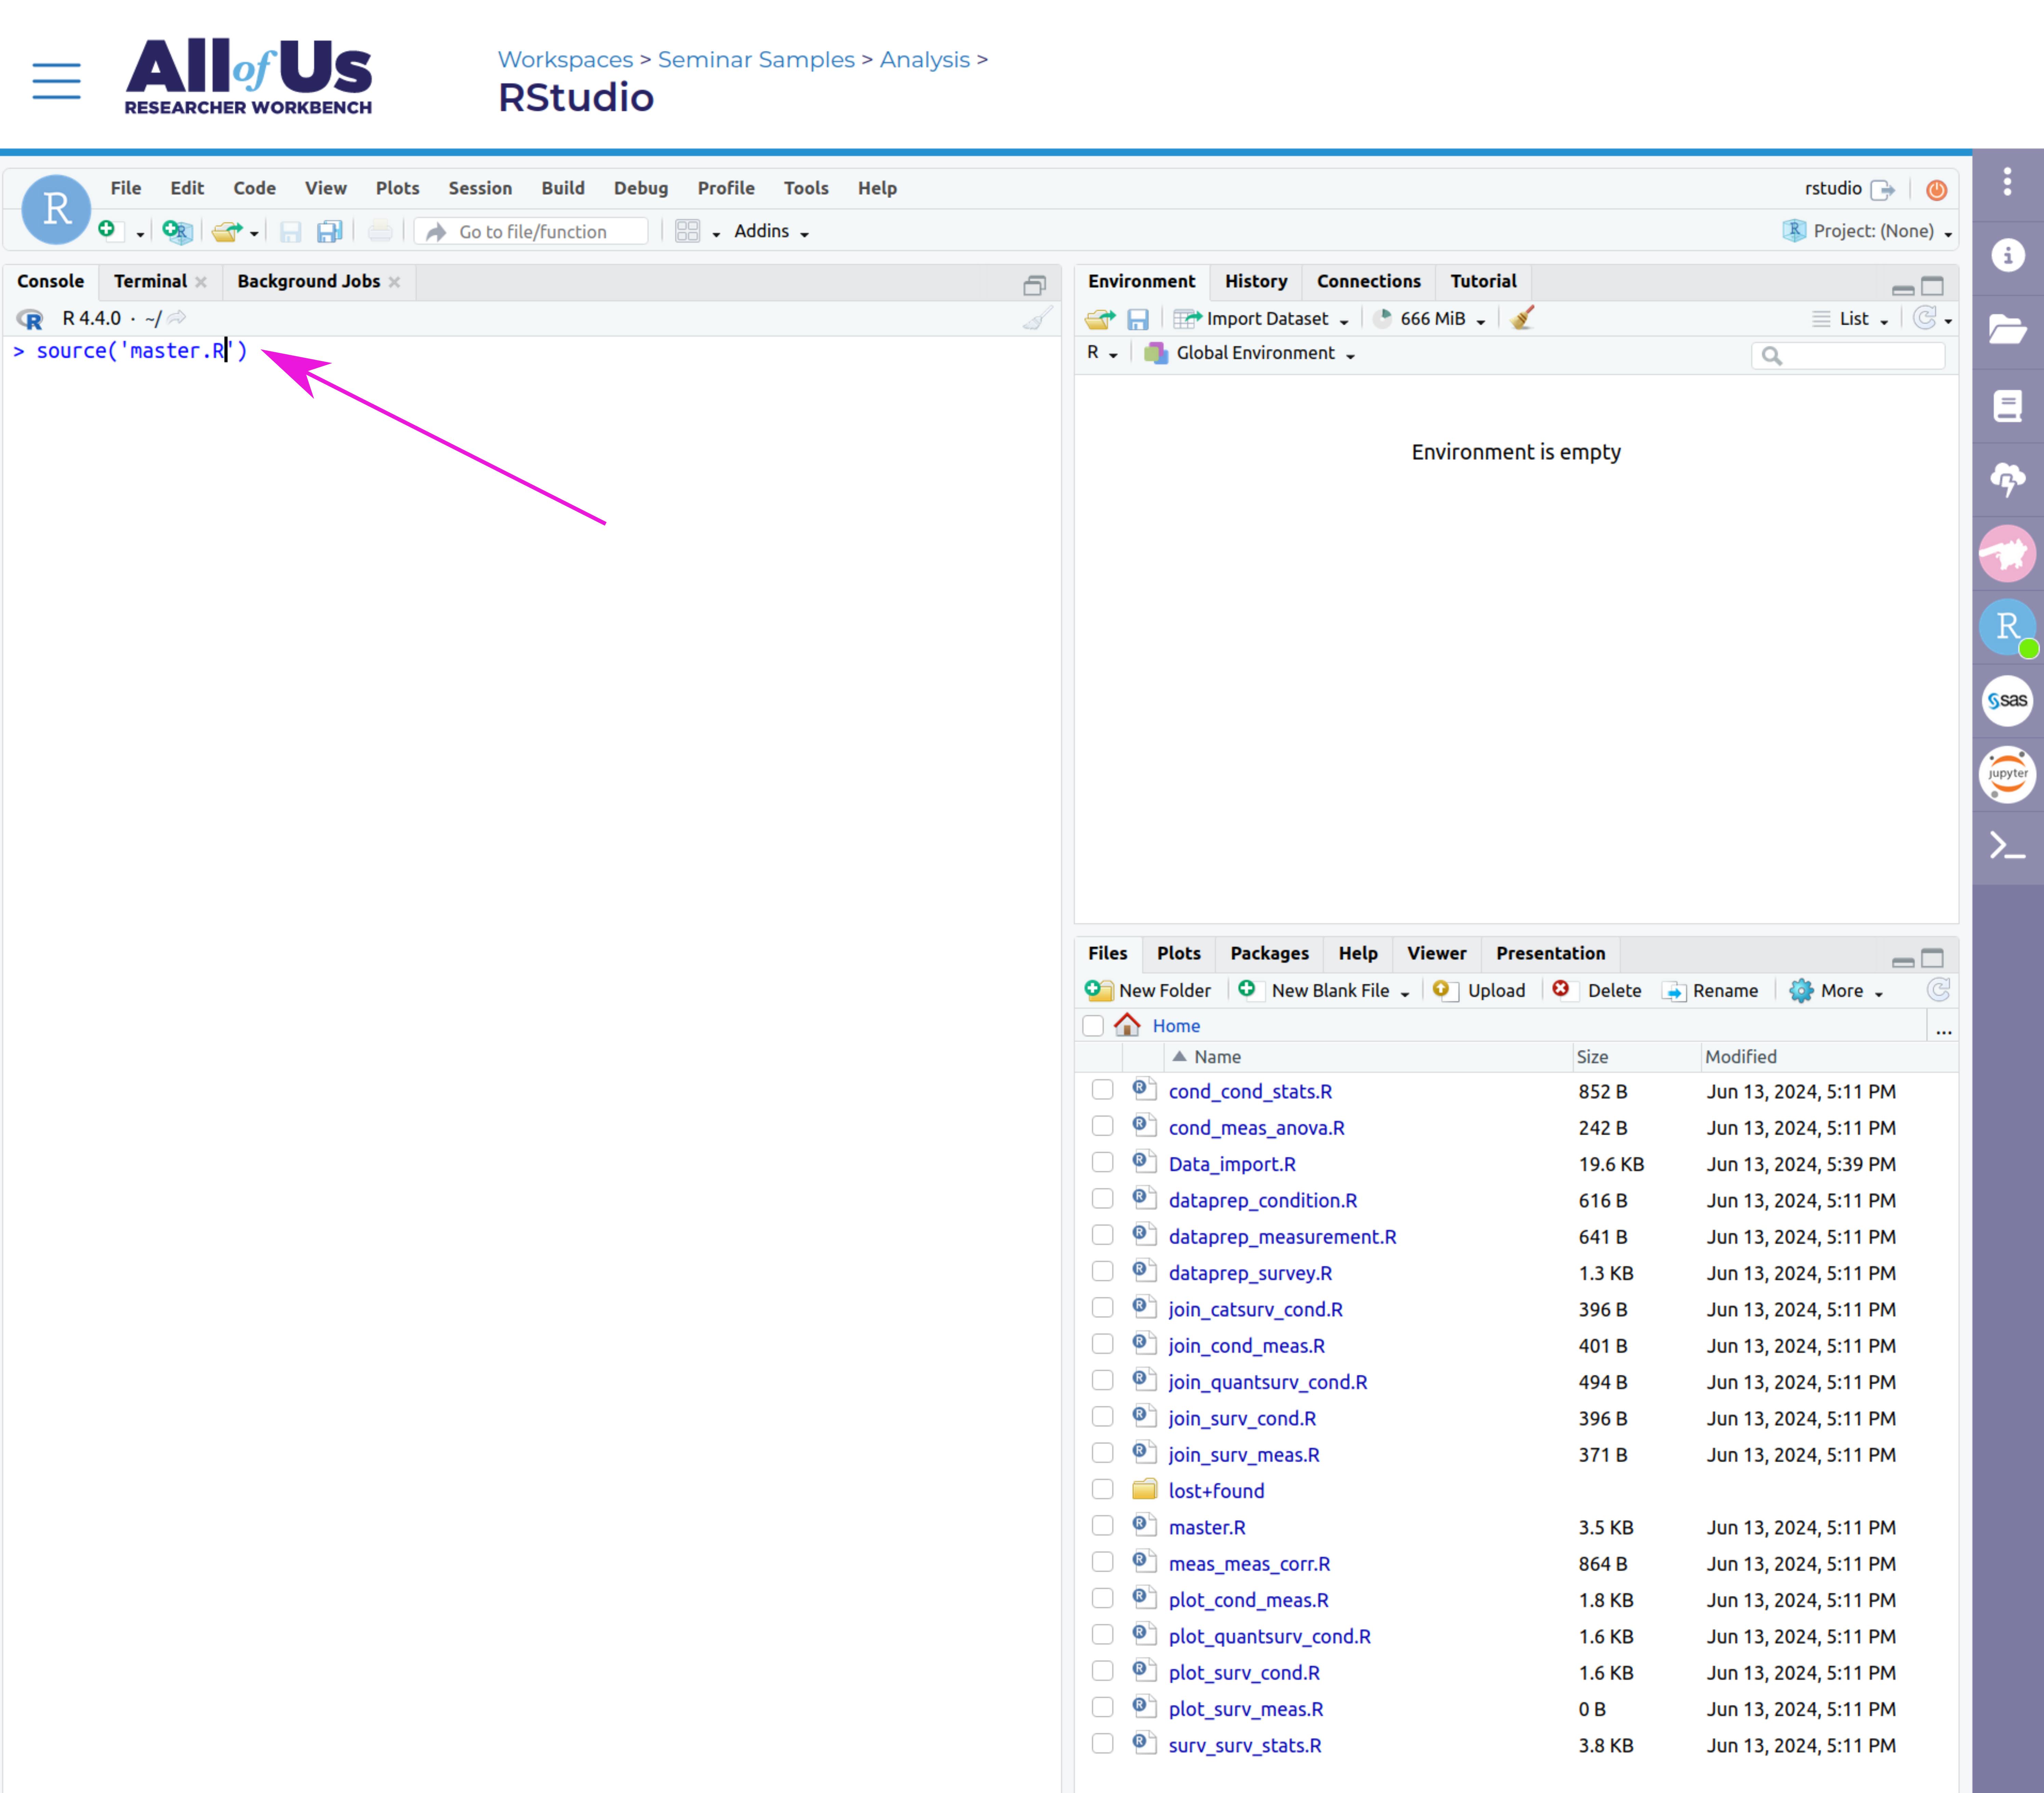 All of Us
RESEARCHER WORKBENCH
Workspaces > Seminar Samples > Analysis >
RStudio
R File Edit Code View Plots Session Build Debug Profile Tools Help rstudio
Go to file/function Addins R Project: (None)
Console Terminal Background Jobs
R R 4.4.0 · ~/
> source('master.R')
Environment History Connections Tutorial
Import Dataset 666 MiB List
R Global Environment
Environment is empty
R
sas
jupyter
Files Plots Packages Help Viewer Presentation
New Folder New Blank File Upload Delete Rename More
Home ...
Name Size Modified
cond_cond_stats.R 852 B Jun 13, 2024, 5:11 PM
cond_meas_anova.R 242 B Jun 13, 2024, 5:11 PM
Data_import.R 19.6 KB Jun 13, 2024, 5:39 PM
dataprep_condition.R 616 B Jun 13, 2024, 5:11 PM
dataprep_measurement.R 641 B Jun 13, 2024, 5:11 PM
dataprep_survey.R 1.3 KB Jun 13, 2024, 5:11 PM
join_catsurv_cond.R 396 B Jun 13, 2024, 5:11 PM
join_cond_meas.R 401 B Jun 13, 2024, 5:11 PM
join_quantsurv_cond.R 494 B Jun 13, 2024, 5:11 PM
join_surv_cond.R 396 B Jun 13, 2024, 5:11 PM
join_surv_meas.R 371 B Jun 13, 2024, 5:11 PM
lost+found
master.R 3.5 KB Jun 13, 2024, 5:11 PM
meas_meas_corr.R 864 B Jun 13, 2024, 5:11 PM
plot_cond_meas.R 1.8 KB Jun 13, 2024, 5:11 PM
plot_quantsurv_cond.R 1.6 KB Jun 13, 2024, 5:11 PM
plot_surv_cond.R 1.6 KB Jun 13, 2024, 5:11 PM
plot_surv_meas.R 0 B Jun 13, 2024, 5:11 PM
surv_surv_stats.R 3.8 KB Jun 13, 2024, 5:11 PM